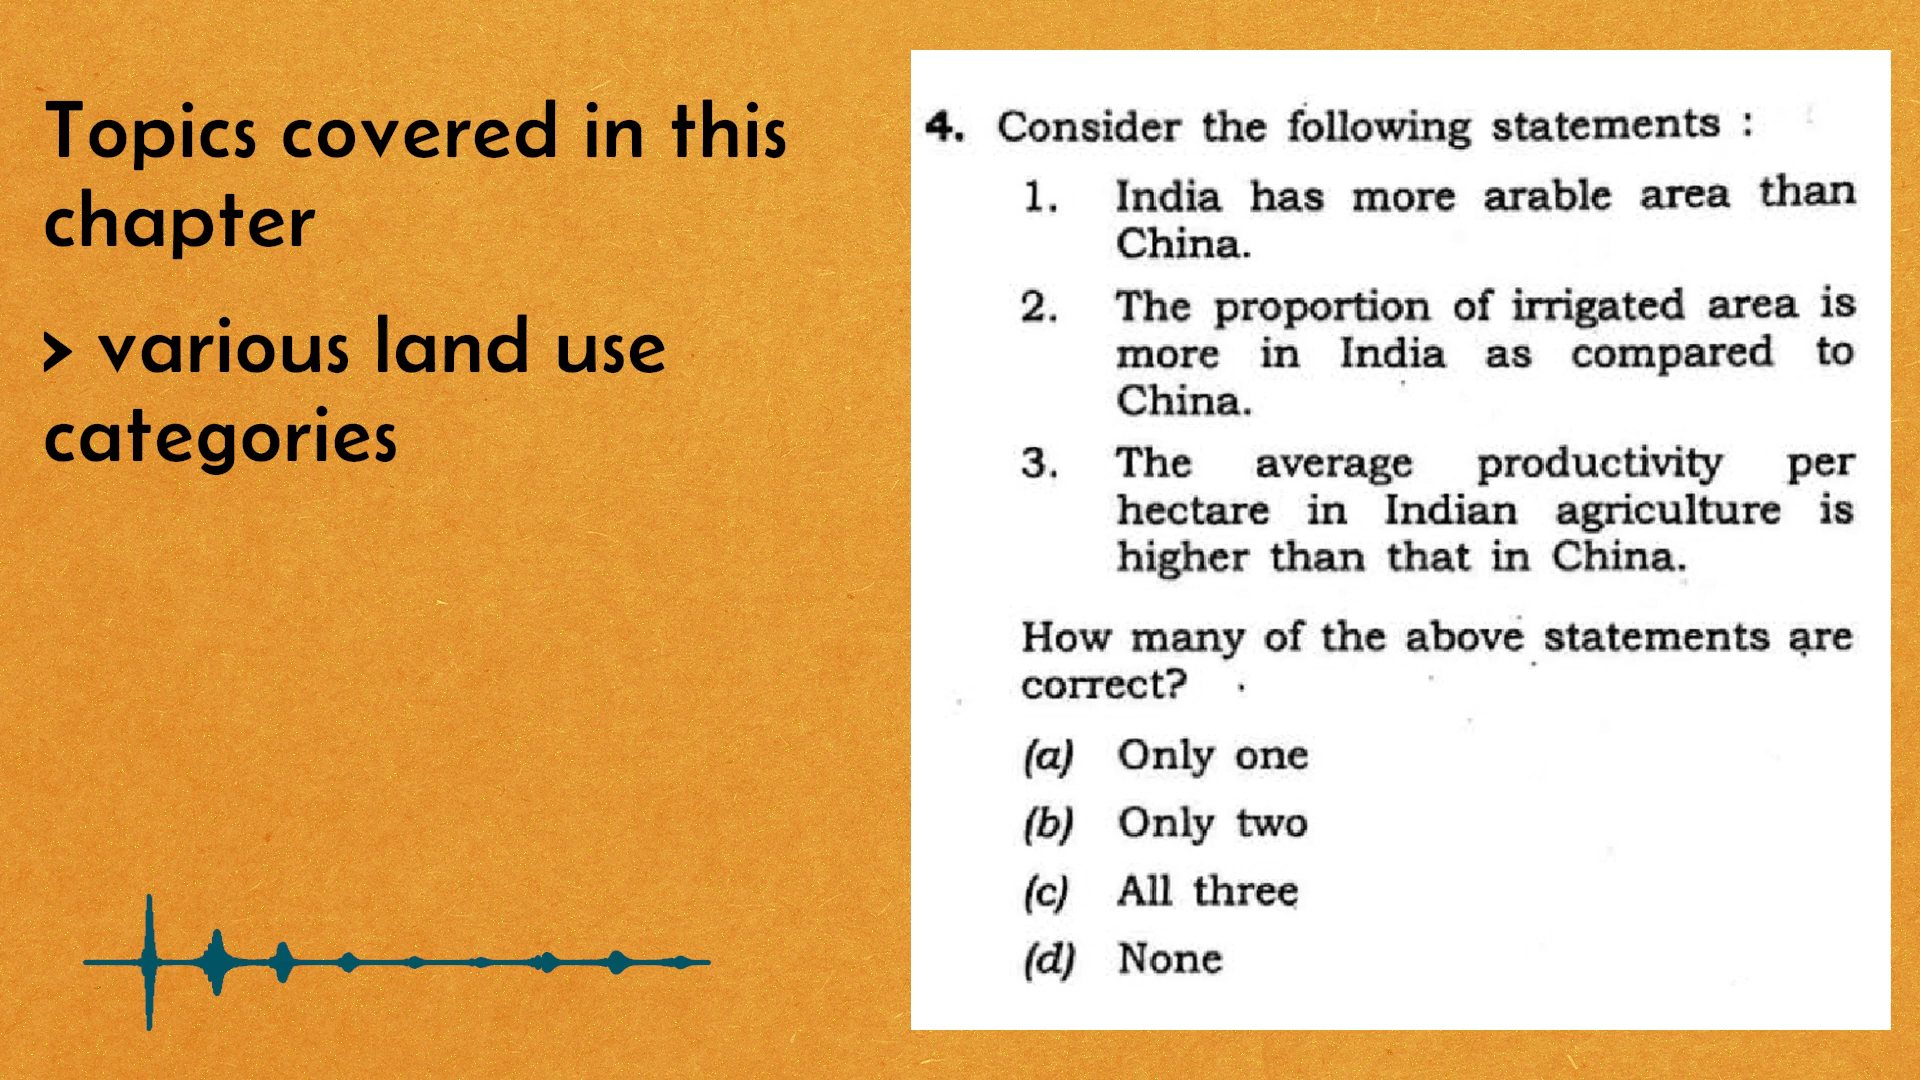 Topics covered in this
chapter
> various land use
categories
4. Consider the following statements :
1. India has more arable area than
China.
2. The proportion of irrigated area is
more in India as compared to
China.
3. The average productivity per
hectare in Indian agriculture is
higher than that in China.
How many of the above statements are
correct?
(a) Only one
(b) Only two
(c) All three
(d) None